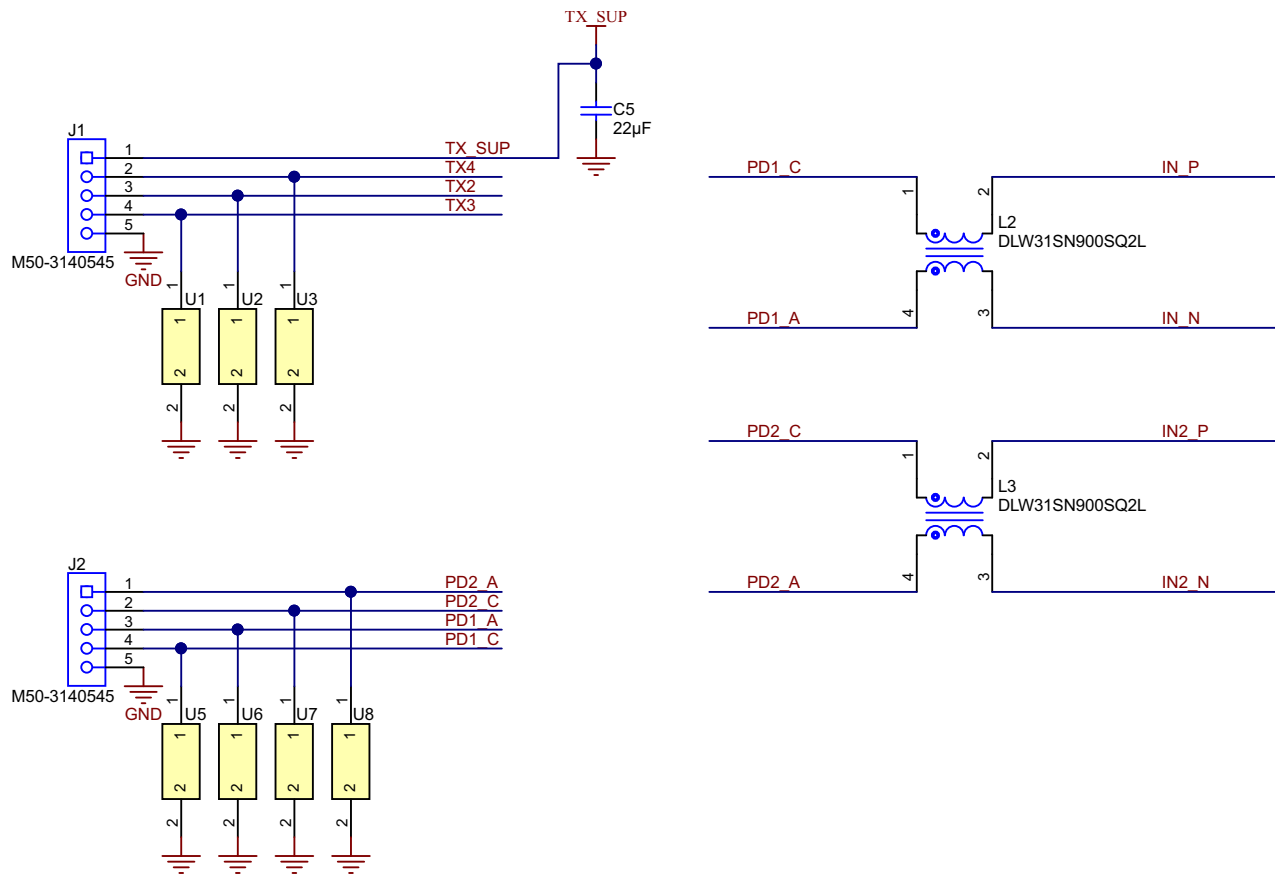 TX_SUP
C5
22µF
J1
1
2
3
4
5
TX_SUP
TX4
TX2
TX3
M50-3140545
GND
1
U1
1
2
2
1
U2
1
2
2
1
U3
1
2
2
PD1_C
1
2
IN_P
L2
DLW31SN900SQ2L
PD1_A
4
3
IN_N
PD2_C
1
2
IN2_P
L3
DLW31SN900SQ2L
PD2_A
4
3
IN2_N
J2
1
2
3
4
5
PD2_A
PD2_C
PD1_A
PD1_C
M50-3140545
GND
1
U5
1
2
2
1
U6
1
2
2
1
U7
1
2
2
1
U8
1
2
2